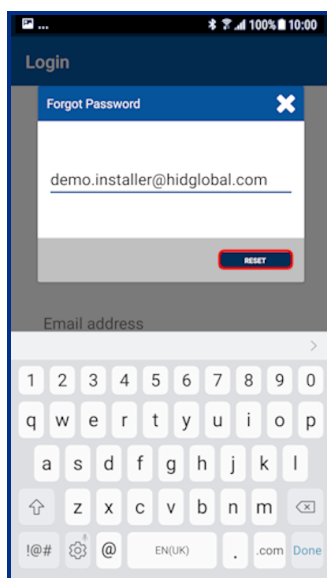 ... 100% 10:00
Login
Forgot Password
demo.installer@hidglobal.com
RESET
Email address
1 2 3 4 5 6 7 8 9 0
q w e r t y u i o p
a s d f g h j k l
z x c v b n m
!@# @ EN(UK) . .com Done